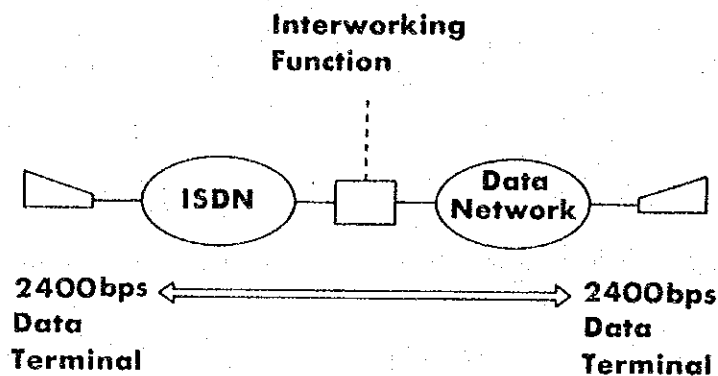 Interworking
Function
ISDN
Data
Network
2400bps
Data
Terminal
2400bps
Data
Terminal